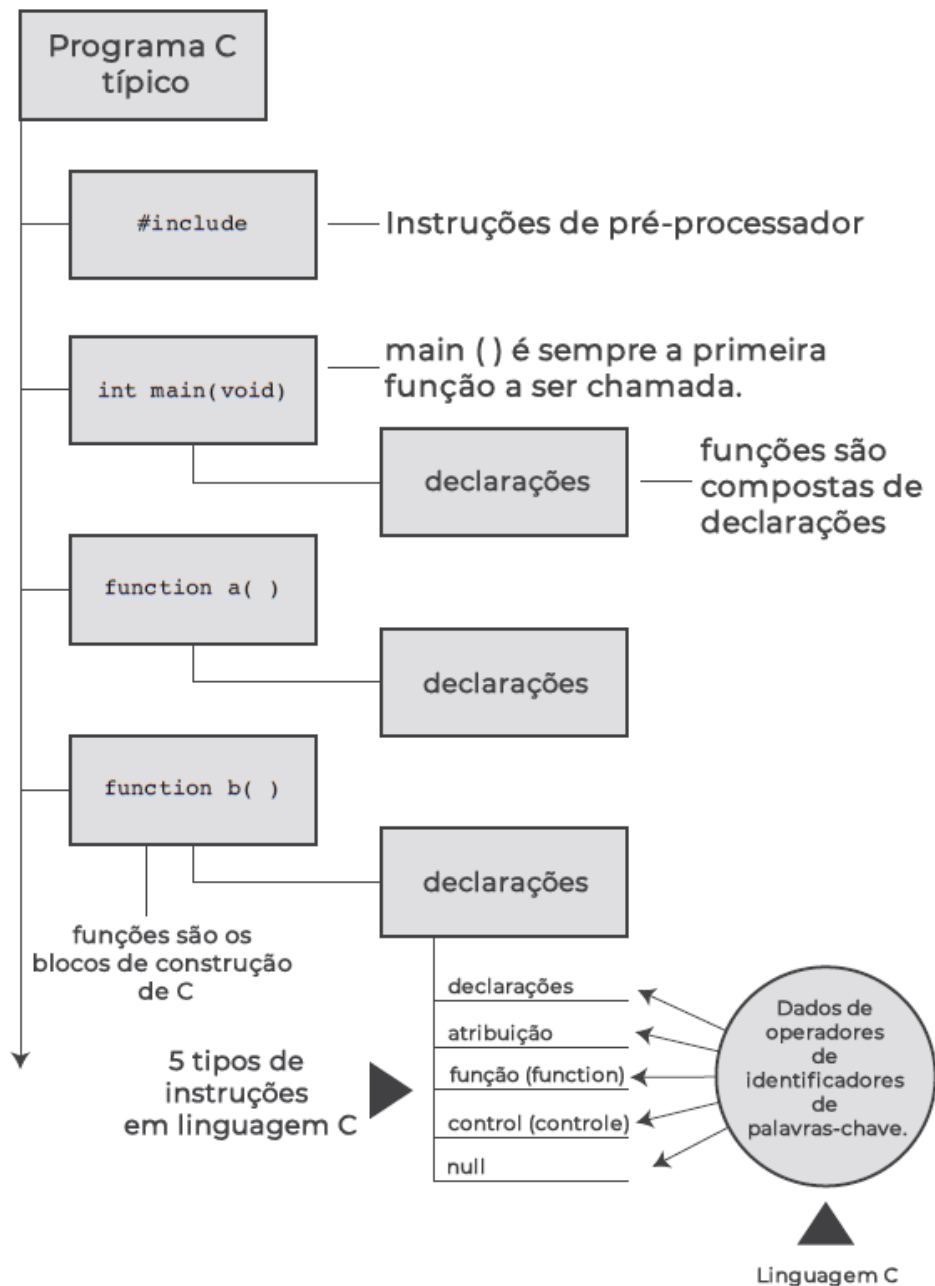 Programa C
típico
#include
Instruções de pré-processador
int main(void)
main ( ) é sempre a primeira
função a ser chamada.
declarações
funções são
compostas de
declarações
function a( )
declarações
function b( )
declarações
funções são os
blocos de construção
de C
5 tipos de
instruções
em linguagem C
declarações
atribuição
função (function)
control (controle)
null
Dados de
operadores
de
identificadores
de
palavras-chave.
Linguagem C